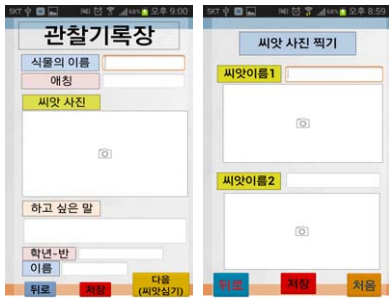 SKT 68% 오후 9:00
관찰기록장
식물의 이름
애칭
씨앗 사진
하고 싶은 말
학년-반
이름
뒤로
저장
다음
(씨앗심기)
SKT 68% 오후 8:59
씨앗 사진 찍기
씨앗이름1
씨앗이름2
뒤로
저장
처음